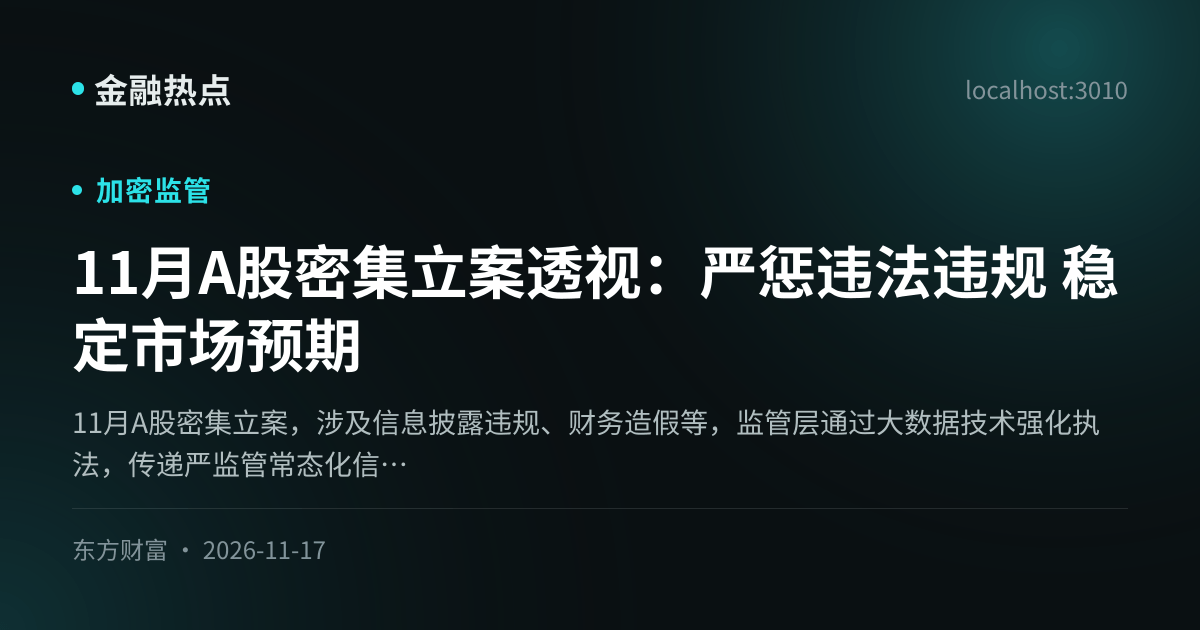 金融热点
localhost:3010
加密监管
11月A股密集立案透视：严惩违法违规 稳
定市场预期
11月A股密集立案，涉及信息披露违规、财务造假等，监管层通过大数据技术强化执
法，传递严监管常态化信…
东方财富 • 2026-11-17